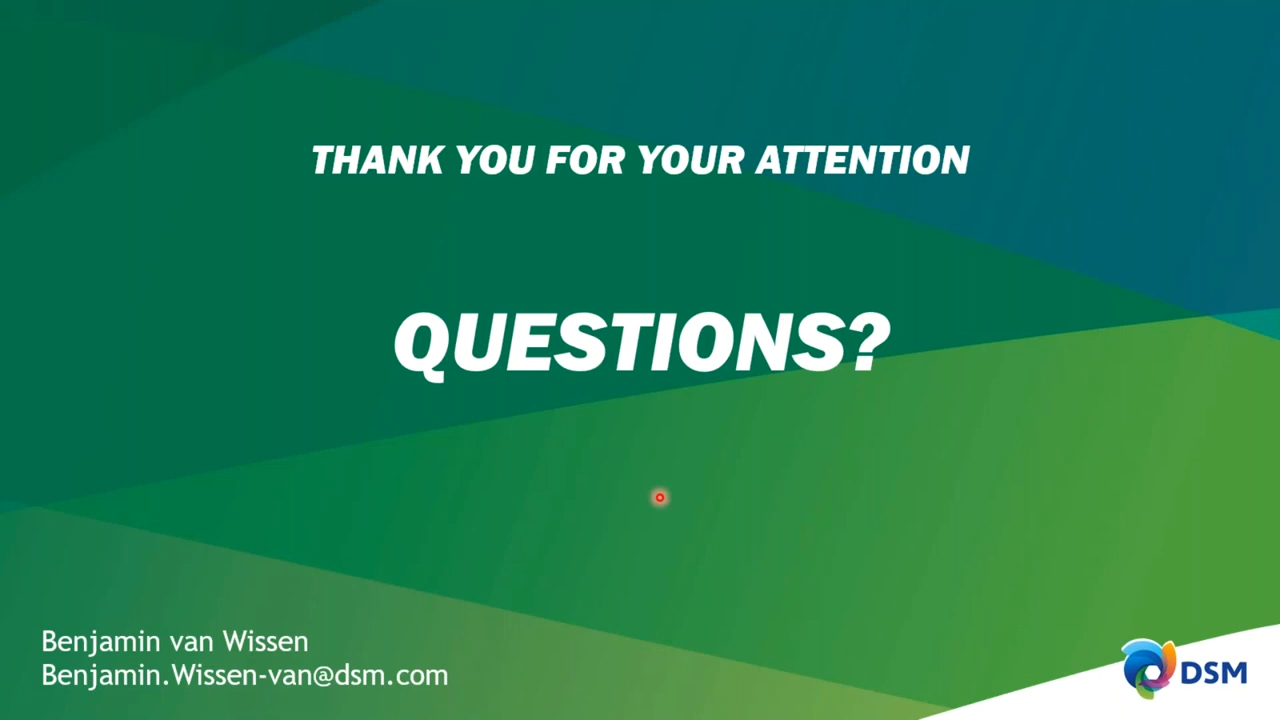 THANK YOU FOR YOUR ATTENTION
QUESTIONS?
Benjamin van Wissen
Benjamin.Wissen-van@dsm.com
DSM